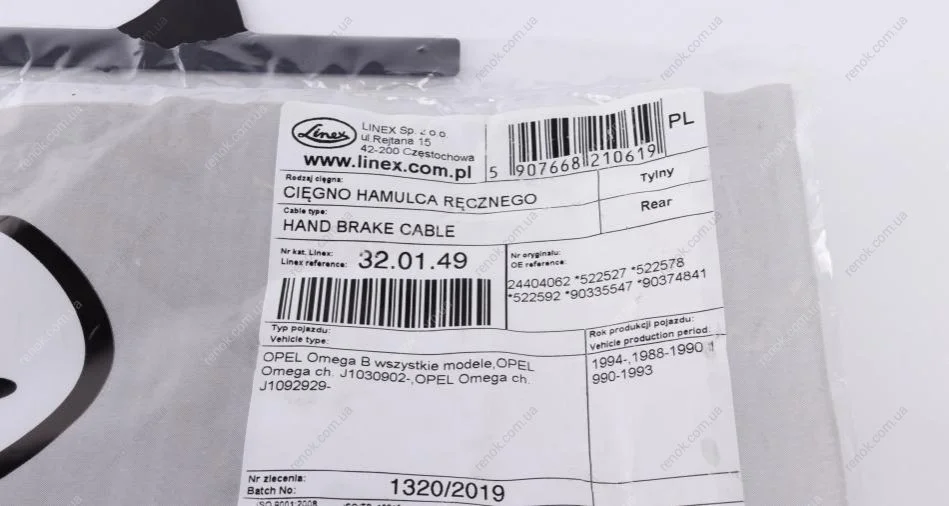 Linex
LINEX Sp. z o.o.
ul.Rejtana 15
42-200 Częstochowa
www.linex.com.pl
5 907668 210619
PL
Rodzaj cięgna:
CIĘGNO HAMULCA RĘCZNEGO
Tylny
Cable type:
HAND BRAKE CABLE
Rear
Nr kat. Linex:
Linex reference: 32.01.49
Nr oryginału:
OE reference:
24404062 *522527 *522578
*522592 *90335547 *90374841
Typ pojazdu:
Vehicle type:
Rok produkcji pojazdu:
Vehicle production period:
OPEL Omega B wszystkie modele,OPEL
Omega ch. J1030902-,OPEL Omega ch.
J1092929-
1994-,1988-1990 1
990-1993
Nr zlecenia:
Batch No: 1320/2019
ISO 9001:2008
renok.com.ua